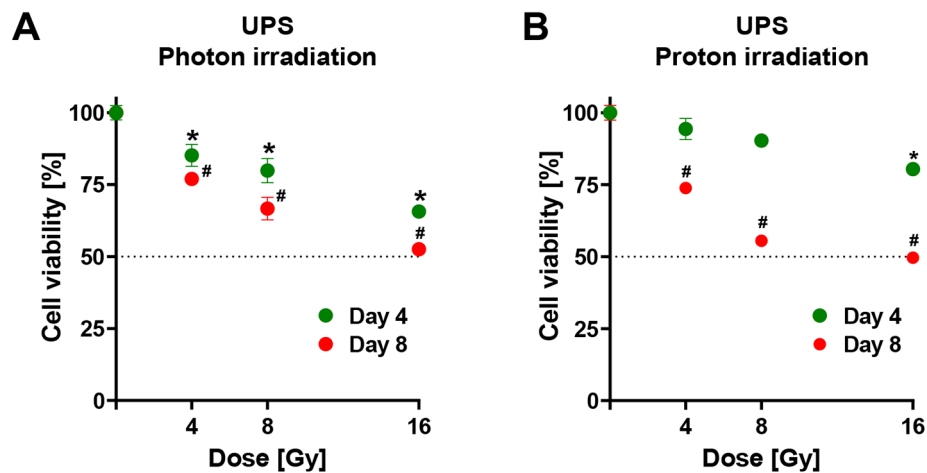 A
UPS
Photon irradiation
Cell viability [%]
100
75
50
25
0
*
*
*
#
#
#
Day 4
Day 8
4
8
16
Dose [Gy]
B
UPS
Proton irradiation
Cell viability [%]
100
75
50
25
0
*
#
#
#
Day 4
Day 8
4
8
16
Dose [Gy]